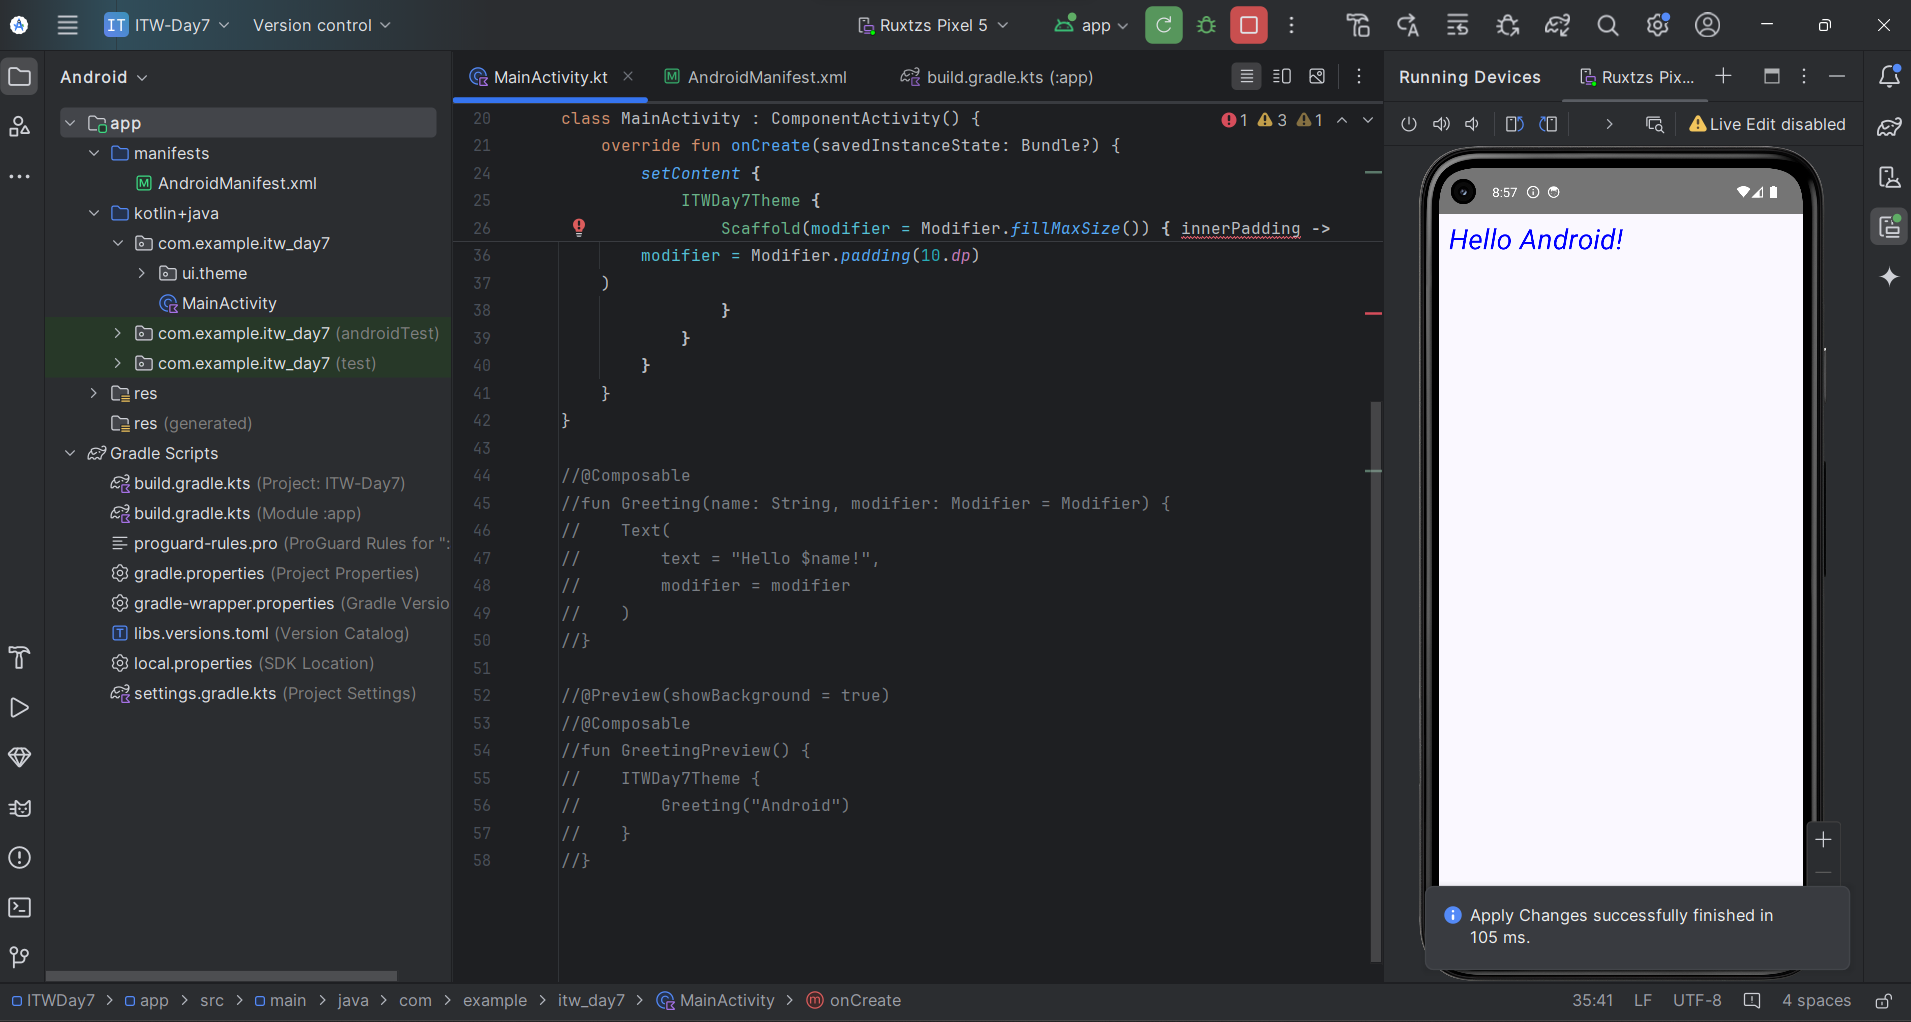 IT ITW-Day7 Version control Ruxtzs Pixel 5 app
Android
app
manifests
AndroidManifest.xml
kotlin+java
com.example.itw_day7
ui.theme
MainActivity
com.example.itw_day7 (androidTest)
com.example.itw_day7 (test)
res
res (generated)
Gradle Scripts
build.gradle.kts (Project: ITW-Day7)
build.gradle.kts (Module :app)
proguard-rules.pro (ProGuard Rules for ":
gradle.properties (Project Properties)
gradle-wrapper.properties (Gradle Versio
libs.versions.toml (Version Catalog)
local.properties (SDK Location)
settings.gradle.kts (Project Settings)
MainActivity.kt AndroidManifest.xml build.gradle.kts (:app)
1 3 1
20 class MainActivity : ComponentActivity() {
21 override fun onCreate(savedInstanceState: Bundle?) {
24 setContent {
25 ITWDay7Theme {
26 Scaffold(modifier = Modifier.fillMaxSize()) { innerPadding ->
36 modifier = Modifier.padding(10.dp)
37 )
38 }
39 }
40 }
41 }
42 }
43
44 //@Composable
45 //fun Greeting(name: String, modifier: Modifier = Modifier) {
46 // Text(
47 // text = "Hello $name!",
48 // modifier = modifier
49 // )
50 //}
51
52 //@Preview(showBackground = true)
53 //@Composable
54 //fun GreetingPreview() {
55 // ITWDay7Theme {
56 // Greeting("Android")
57 // }
58 //}
Running Devices Ruxtzs Pix...
Live Edit disabled
8:57
Hello Android!
Apply Changes successfully finished in
105 ms.
ITWDay7 > app > src > main > java > com > example > itw_day7 > MainActivity > onCreate
35:41 LF UTF-8 4 spaces